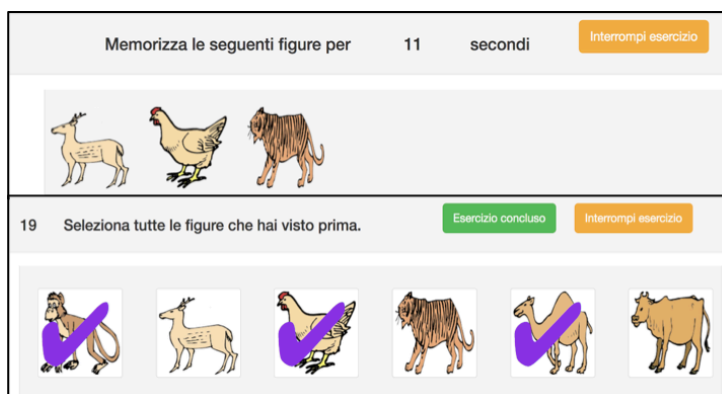 Memorizza le seguenti figure per 11 secondi Interrompi esercizio
19 Seleziona tutte le figure che hai visto prima. Esercizio concluso Interrompi esercizio